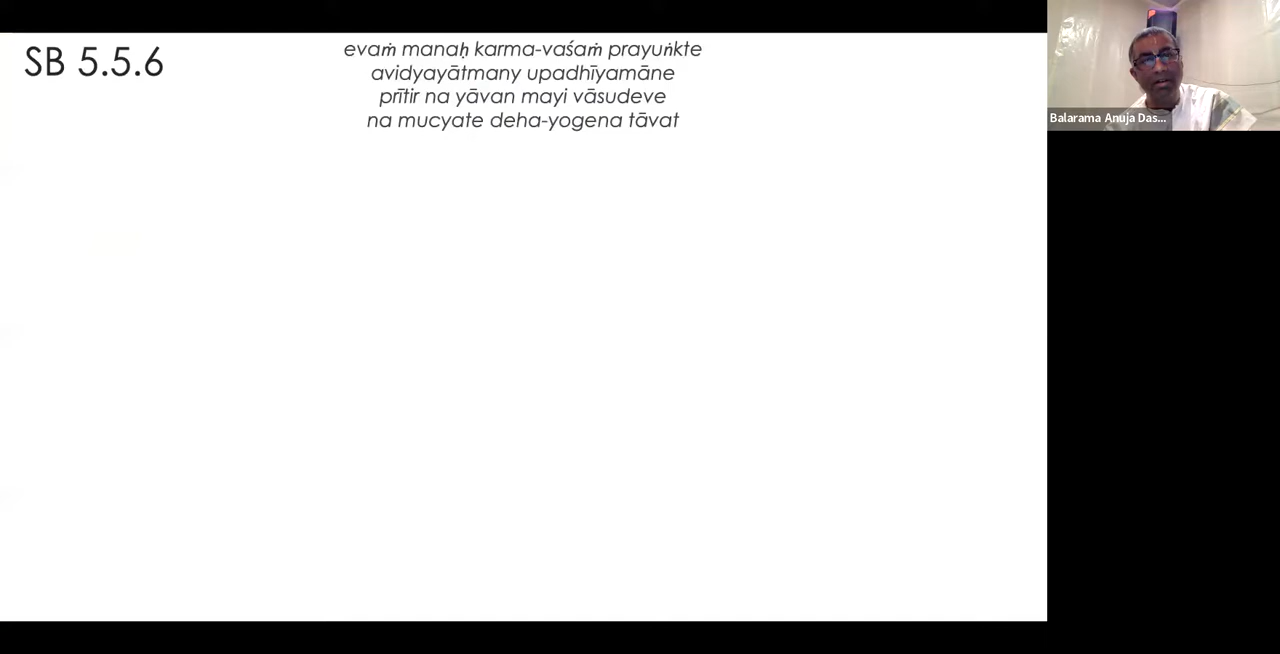 SB 5.5.6
evaṁ manaḥ karma-vaśaṁ prayuṅkte
avidyayātmany upadhīyamāne
prītir na yāvan mayi vāsudeve
na mucyate deha-yogena tāvat
Balarama Anuja Das...